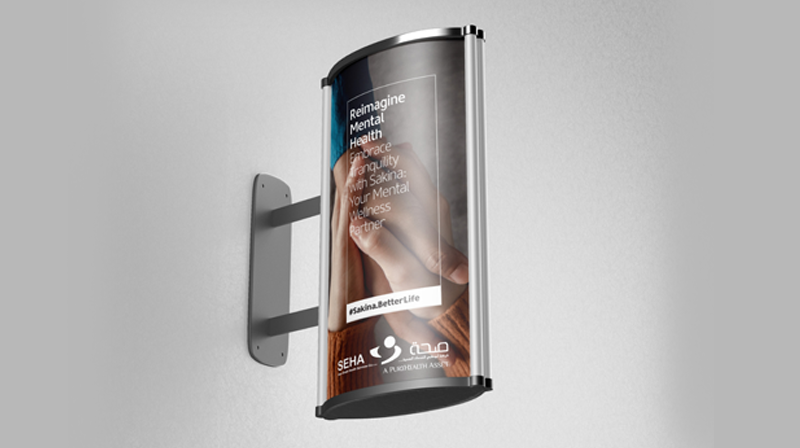 Reimagine
Mental
Health
Embrace
Tranquility
with Sakina:
Your Mental
Wellness
Partner
#Sakina.BetterLife
SEHA
صحة
A PUREHEALTH ASSET